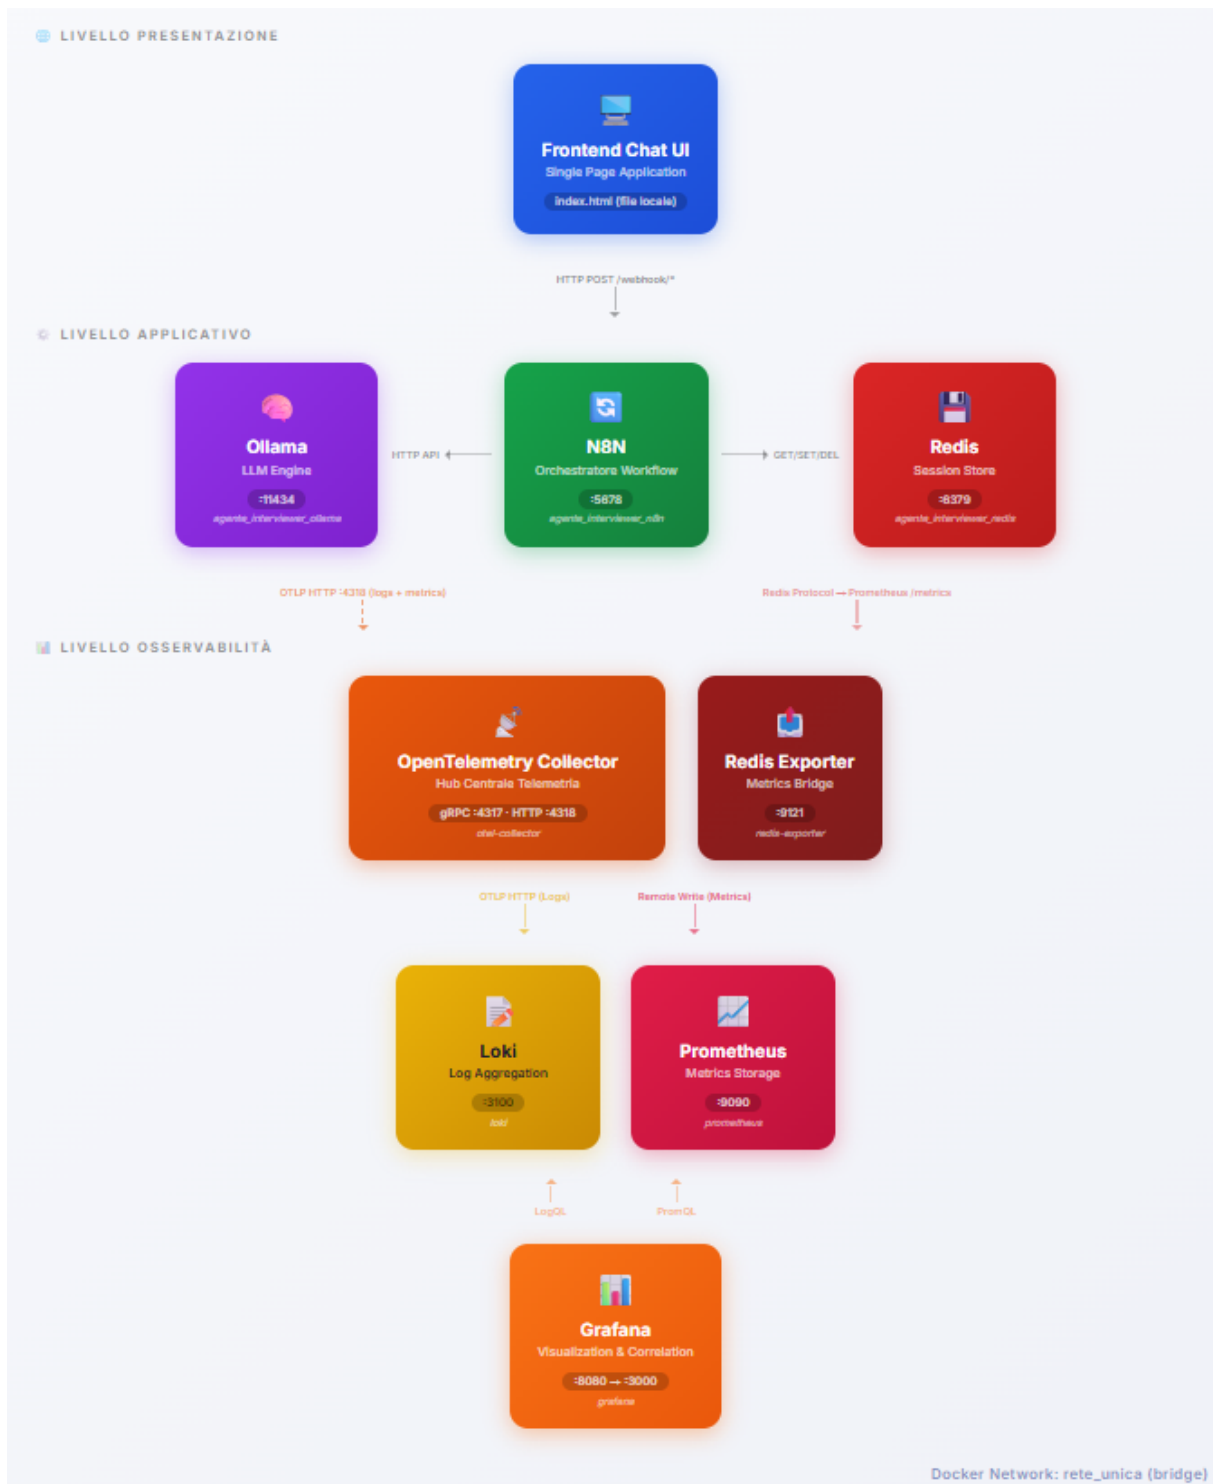 LIVELLO PRESENTAZIONE
Frontend Chat UI
Single Page Application
index.html (file locale)
HTTP POST /webhook/*
LIVELLO APPLICATIVO
Ollama
LLM Engine
:11434
agente_interviewer_ollama
HTTP API
N8N
Orchestratore Workflow
:5678
agente_interviewer_n8n
GET/SET/DEL
Redis
Session Store
:6379
agente_interviewer_redis
OTLP HTTP :4318 (logs + metrics)
Redis Protocol → Prometheus /metrics
LIVELLO OSSERVABILITÀ
OpenTelemetry Collector
Hub Centrale Telemetria
gRPC :4317 · HTTP :4318
otel-collector
Redis Exporter
Metrics Bridge
:9121
redis-exporter
OTLP HTTP (Logs)
Remote Write (Metrics)
Loki
Log Aggregation
:3100
loki
Prometheus
Metrics Storage
:9090
prometheus
LogQL
PromQL
Grafana
Visualization & Correlation
:8080 → :3000
grafana
Docker Network: rete_unica (bridge)